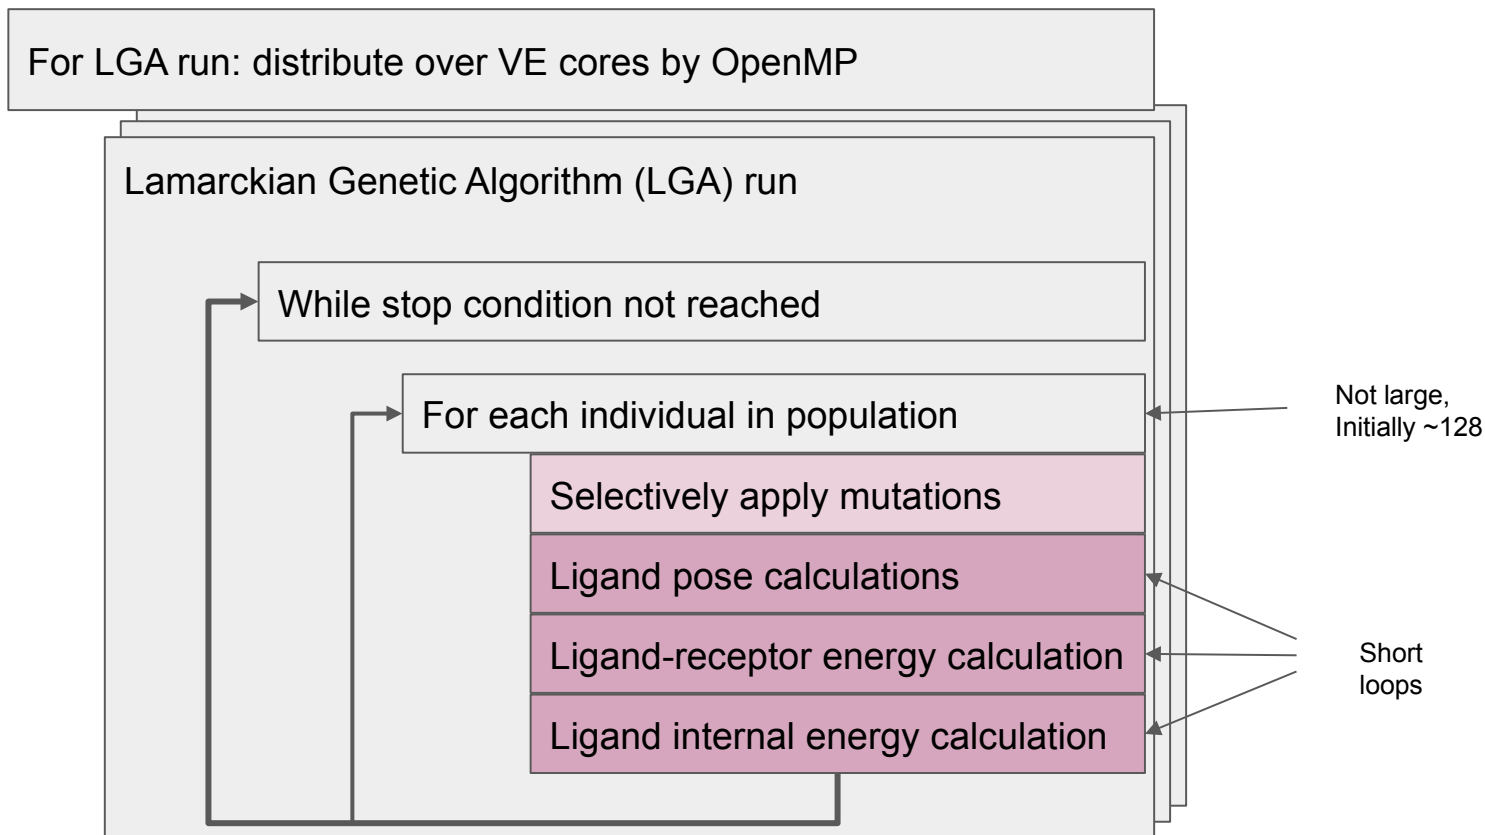 For LGA run: distribute over VE cores by OpenMP
Lamarckian Genetic Algorithm (LGA) run
While stop condition not reached
For each individual in population
Not large,
Initially ~128
Selectively apply mutations
Ligand pose calculations
Ligand-receptor energy calculation
Short
loops
Ligand internal energy calculation